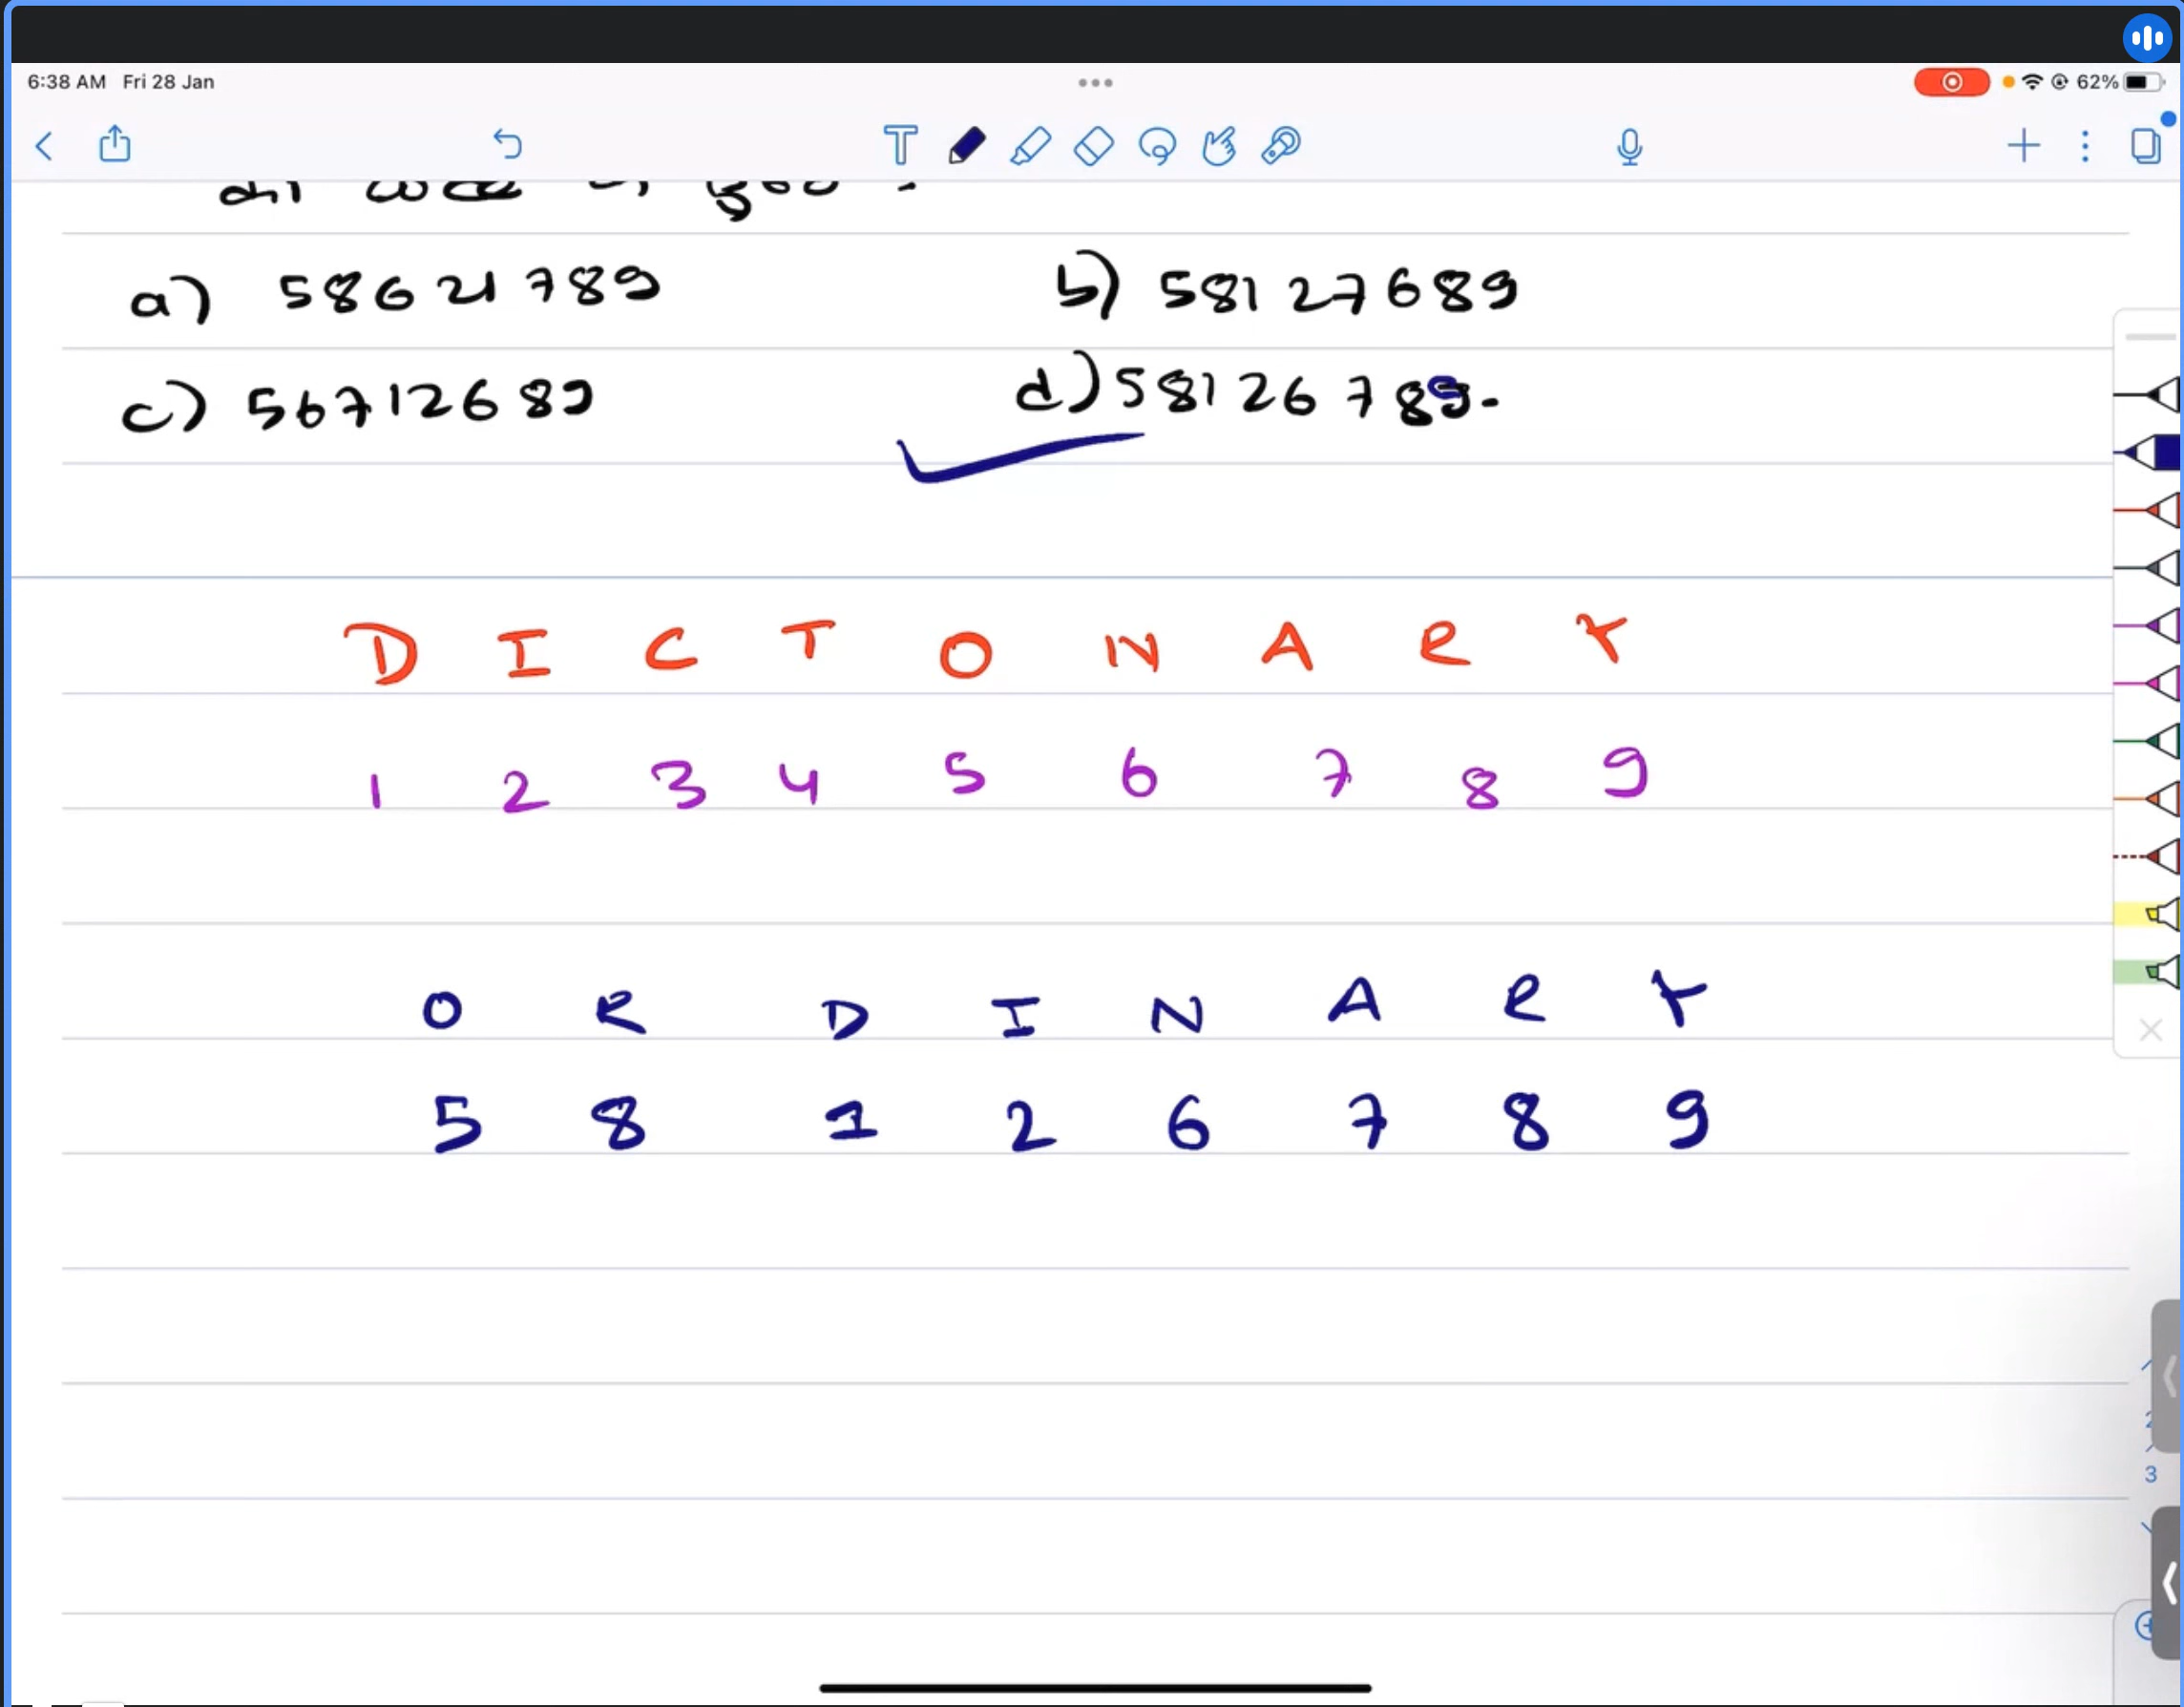 6:38 AM Fri 28 Jan
62%
a) 58621789
b) 58127689
c) 56712689
d) 58126789.
D I C T O N A R Y
1 2 3 4 5 6 7 8 9
O R D I N A R Y
5 8 1 2 6 7 8 9
3